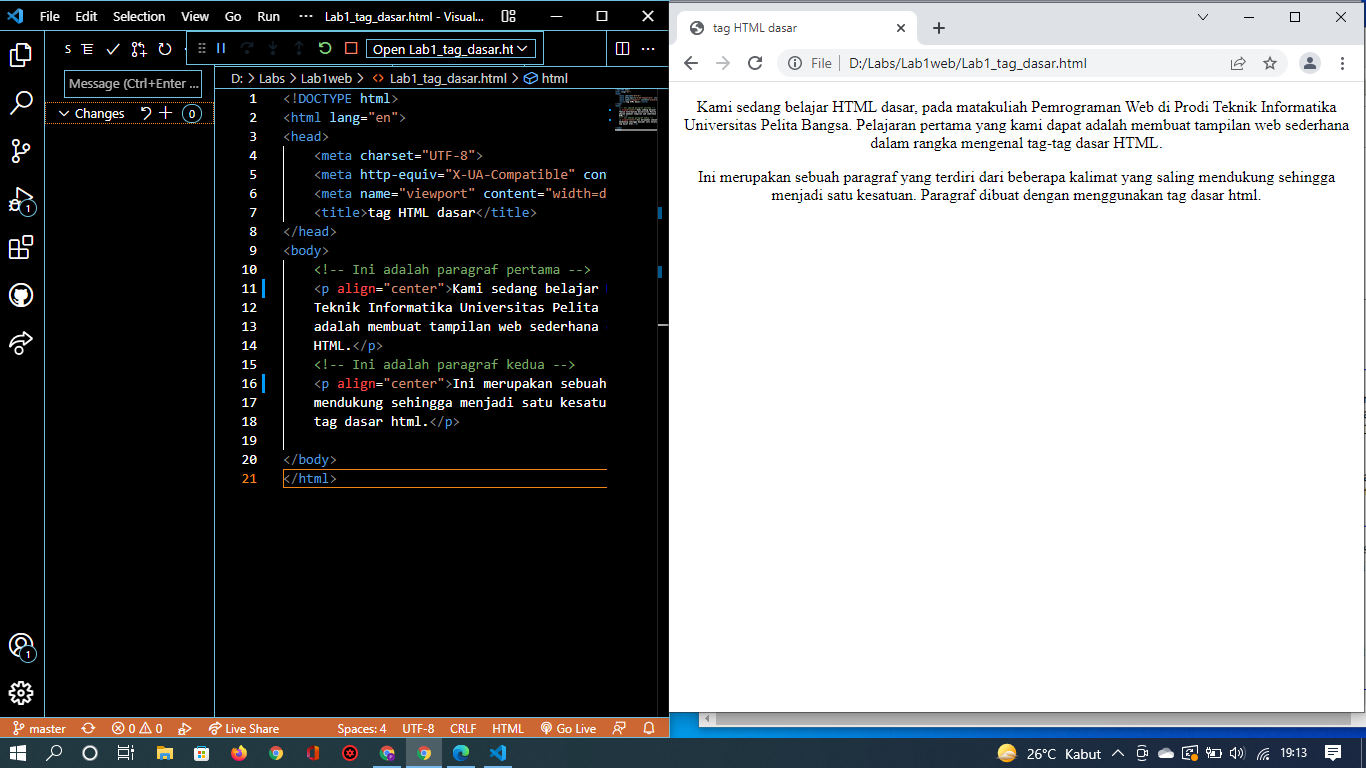 File Edit Selection View Go Run ··· Lab1_tag_dasar.html - Visual...
S Open Lab1_tag_dasar.ht
Message (Ctrl+Enter ...
Changes 0
D: > Labs > Lab1web > Lab1_tag_dasar.html > html
1 <!DOCTYPE html>
2 <html lang="en">
3 <head>
4 <meta charset="UTF-8">
5 <meta http-equiv="X-UA-Compatible" con
6 <meta name="viewport" content="width=d
7 <title>tag HTML dasar</title>
8 </head>
9 <body>
10 <!-- Ini adalah paragraf pertama -->
11 <p align="center">Kami sedang belajar
12 Teknik Informatika Universitas Pelita
13 adalah membuat tampilan web sederhana
14 HTML.</p>
15 <!-- Ini adalah paragraf kedua -->
16 <p align="center">Ini merupakan sebuah
17 mendukung sehingga menjadi satu kesatu
18 tag dasar html.</p>
19
20 </body>
21 </html>
1
1
master 0 0 Live Share Spaces: 4 UTF-8 CRLF HTML Go Live
tag HTML dasar
File | D:/Labs/Lab1web/Lab1_tag_dasar.html
Kami sedang belajar HTML dasar, pada matakuliah Pemrograman Web di Prodi Teknik Informatika
Universitas Pelita Bangsa. Pelajaran pertama yang kami dapat adalah membuat tampilan web sederhana
dalam rangka mengenal tag-tag dasar HTML.
Ini merupakan sebuah paragraf yang terdiri dari beberapa kalimat yang saling mendukung sehingga
menjadi satu kesatuan. Paragraf dibuat dengan menggunakan tag dasar html.
26°C Kabut 19:13